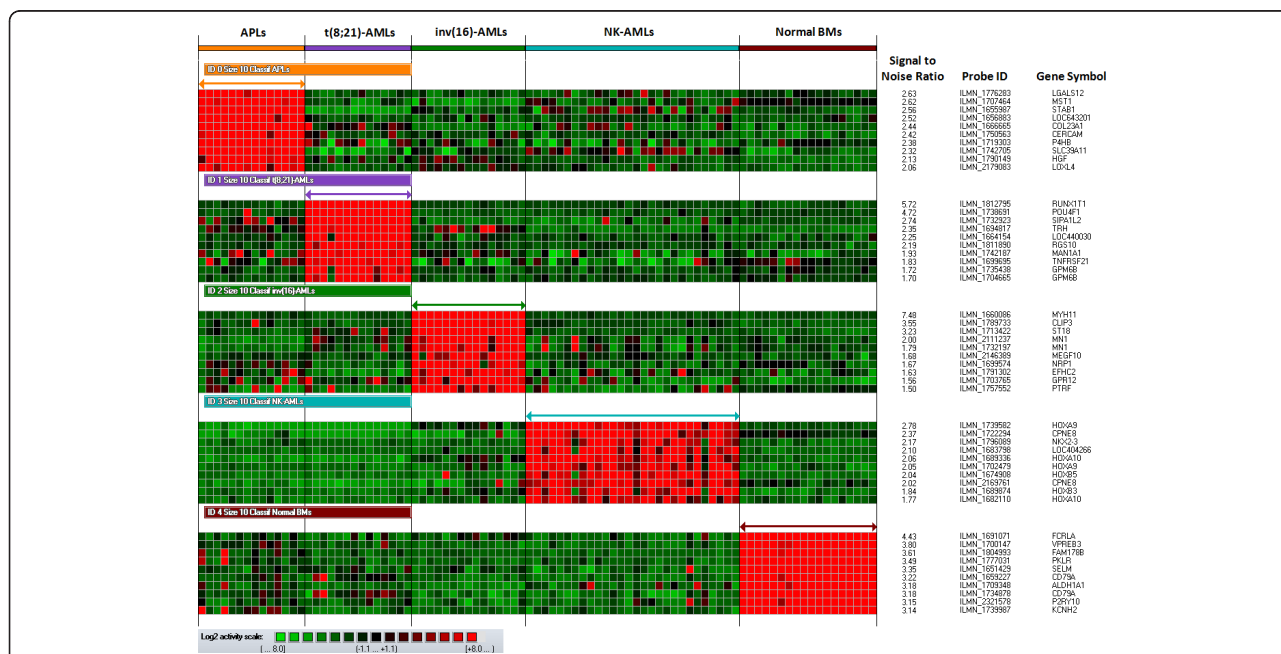 APLs t(8;21)-AMLs inv(16)-AMLs NK-AMLs Normal BMs
Signal to Noise Ratio Probe ID Gene Symbol
ID 0 Size 10 Classif APLs
2.63 ILMN_1776283 LGALS12
2.62 ILMN_1707464 MST1
2.56 ILMN_1655987 STAB1
2.52 ILMN_1656883 LOC643201
2.44 ILMN_1666665 COL23A1
2.42 ILMN_1750563 CERCAM
2.38 ILMN_1719303 P4HB
2.32 ILMN_1742705 SLC39A11
2.13 ILMN_1790149 HGF
2.06 ILMN_2179083 LOXL4
ID 1 Size 10 Classif t(8;21)-AMLs
5.72 ILMN_1812795 RUNX1T1
4.72 ILMN_1738691 POU4F1
2.74 ILMN_1732923 SIPA1L2
2.35 ILMN_1694817 TRH
2.25 ILMN_1664154 LOC440030
2.19 ILMN_1811890 RGS10
1.93 ILMN_1742187 MAN1A1
1.83 ILMN_1699695 TNFRSF21
1.72 ILMN_1735438 GPM6B
1.70 ILMN_1704665 GPM6B
ID 2 Size 10 Classif inv(16)-AMLs
7.48 ILMN_1660086 MYH11
3.55 ILMN_1789733 CLIP3
3.23 ILMN_1713422 ST18
2.00 ILMN_2111237 MN1
1.79 ILMN_1732197 MN1
1.68 ILMN_2146389 MEGF10
1.67 ILMN_1699574 NRP1
1.63 ILMN_1791302 EFHC2
1.56 ILMN_1703765 GPR12
1.50 ILMN_1757552 PTRF
ID 3 Size 10 Classif NK-AMLs
2.78 ILMN_1739582 HOXA9
2.37 ILMN_1722294 CPNE8
2.17 ILMN_1796089 NKX2-3
2.10 ILMN_1683798 LOC404266
2.06 ILMN_1689336 HOXA10
2.05 ILMN_1702479 HOXA9
2.04 ILMN_1674908 HOXB5
2.02 ILMN_2169761 CPNE8
1.84 ILMN_1689874 HOXB3
1.77 ILMN_1682110 HOXA10
ID 4 Size 10 Classif Normal BMs
4.43 ILMN_1691071 FCRLA
3.80 ILMN_1700147 VPREB3
3.61 ILMN_1804993 FAM178B
3.49 ILMN_1777031 PKLR
3.35 ILMN_1651429 SELM
3.22 ILMN_1659227 CD79A
3.18 ILMN_1709348 ALDH1A1
3.18 ILMN_1734878 CD79A
3.15 ILMN_2321578 P2RY10
3.14 ILMN_1739987 KCNH2
Log2 activity scale:
( ... 8.0] (-1.1 ... +1.1) [+8.0 ... )